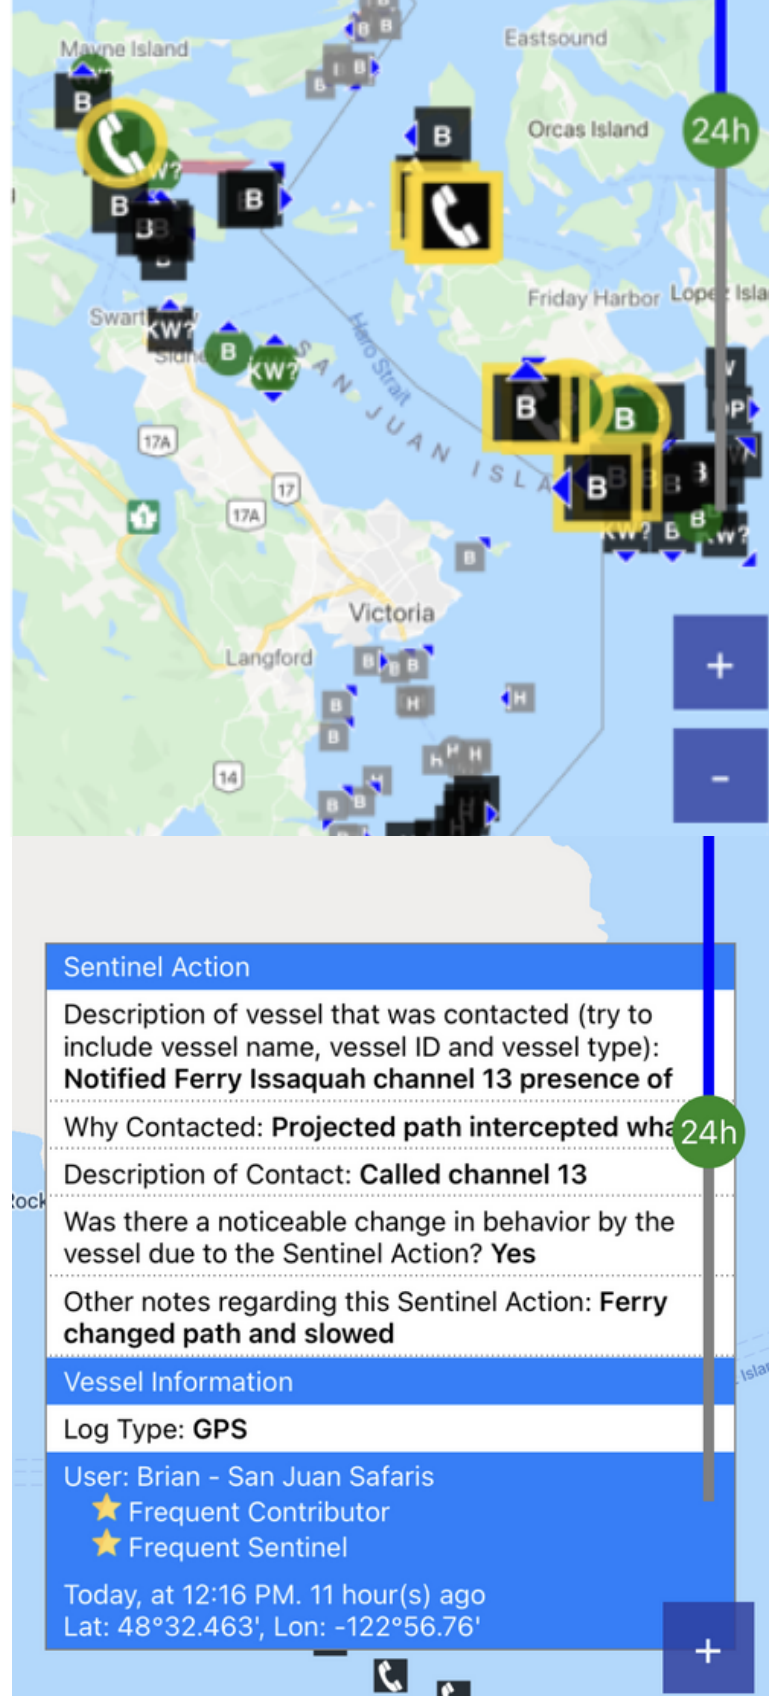 B
B
B
B
Mayne Island
Eastsound
B
24h
B
Orcas Island
KW?
B
B
B
B
Friday Harbor
KW?
Swart
B
KW?
Haro Strait
SAN JUAN ISLA
17A
17
17A
1
B
B
B
B
B
KW?
B
B
KW?
B
Victoria
Langford
B
B
B
B
H
H
B
H
H
H
14
B
B
+
-
Sentinel Action
Description of vessel that was contacted (try to
include vessel name, vessel ID and vessel type):
Notified Ferry Issaquah channel 13 presence of
Why Contacted: Projected path intercepted wha
24h
Description of Contact: Called channel 13
Was there a noticeable change in behavior by the
vessel due to the Sentinel Action? Yes
Other notes regarding this Sentinel Action: Ferry
changed path and slowed
Vessel Information
Log Type: GPS
User: Brian - San Juan Safaris
Frequent Contributor
Frequent Sentinel
Today, at 12:16 PM. 11 hour(s) ago
Lat: 48°32.463', Lon: -122°56.76'
+